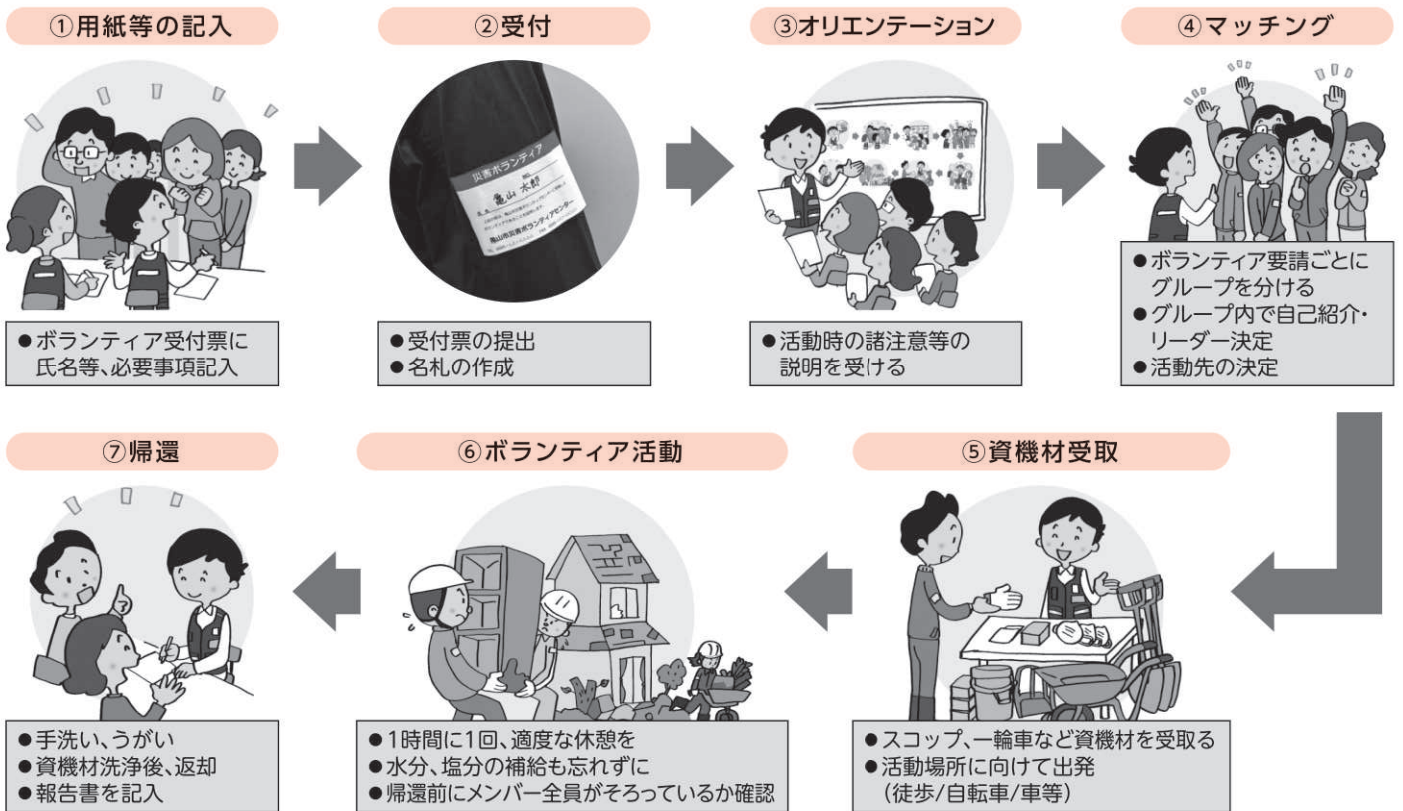 ①用紙等の記入
●ボランティア受付票に
氏名等、必要事項記入
②受付
災害ボランティア
亀山 太郎
亀山市災害ボランティアセンター
●受付票の提出
●名札の作成
③オリエンテーション
●活動時の諸注意等の
説明を受ける
④マッチング
●ボランティア要請ごとに
グループを分ける
●グループ内で自己紹介・
リーダー決定
●活動先の決定
⑤資機材受取
●スコップ、一輪車など資機材を受取る
●活動場所に向けて出発
(徒歩/自転車/車等)
⑥ボランティア活動
●1時間に1回、適度な休憩を
●水分、塩分の補給も忘れずに
●帰還前にメンバー全員がそろっているか確認
⑦帰還
●手洗い、うがい
●資機材洗浄後、返却
●報告書を記入